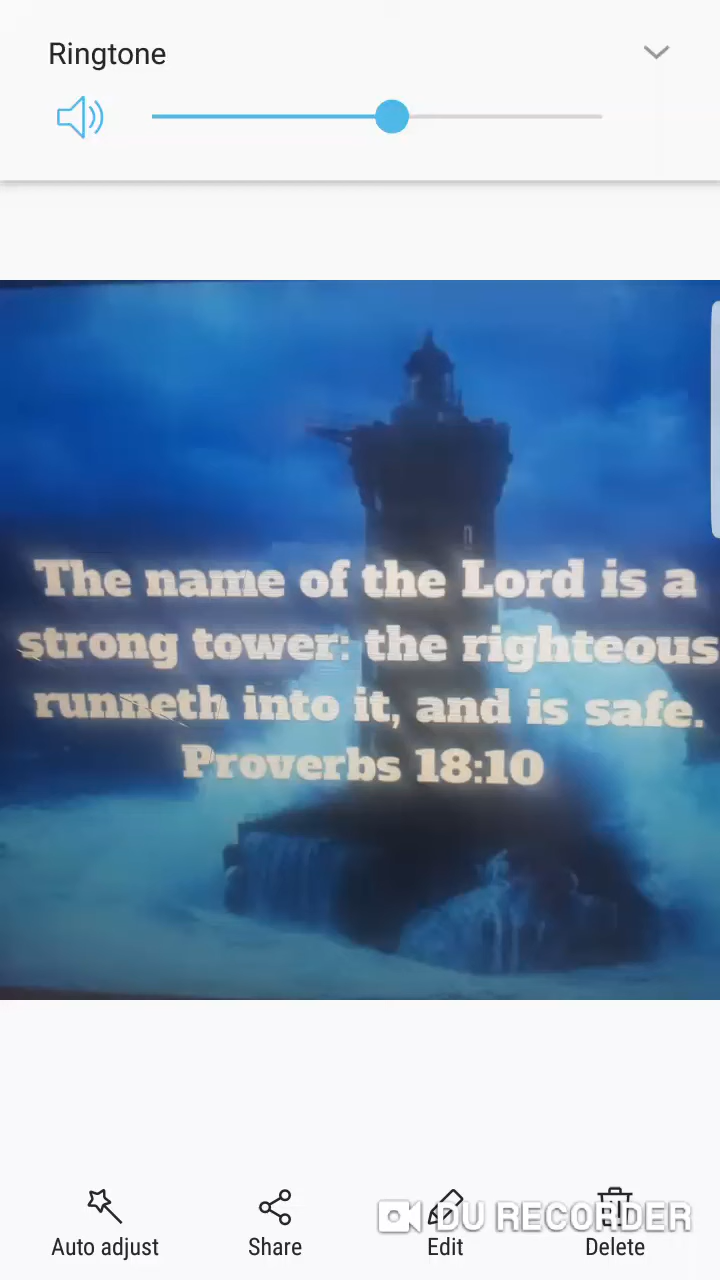 Ringtone
The name of the Lord is a
strong tower: the righteous
runneth into it, and is safe.
Proverbs 18:10
Auto adjust
Share
Edit
Delete
DU RECORDER